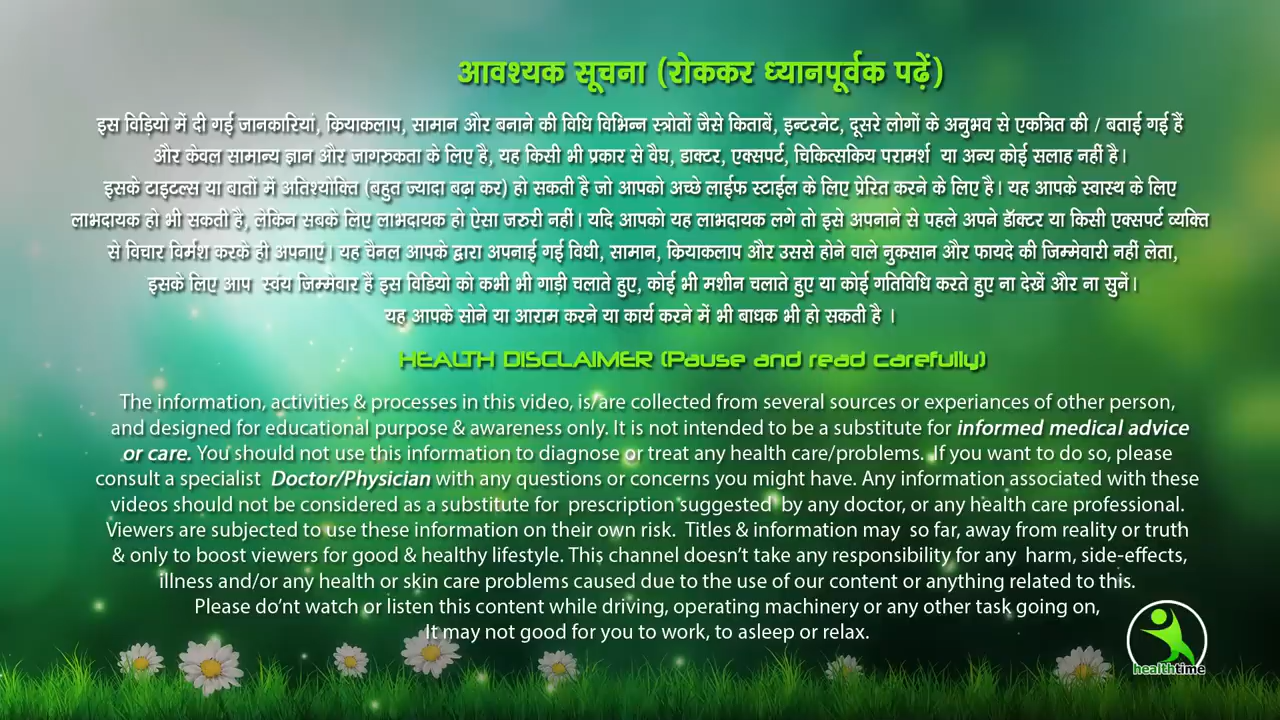 आवश्यक सूचना (रोककर ध्यानपूर्वक पढ़ें)
इस विड़ियो में दी गई जानकारियां, क्रियाकलाप, सामान और बनाने की विधि विभिन्न स्त्रोतों जैसे किताबें, इन्टरनेट, दूसरे लोगों के अनुभव से एकत्रित की / बताई गई हैं
और केवल सामान्य ज्ञान और जागरुकता के लिए है, यह किसी भी प्रकार से वैघ, डाक्टर, एक्सपर्ट, चिकित्सकिय परामर्श या अन्य कोई सलाह नहीं है।
इसके टाइटल्स या बातों में अतिश्योक्ति (बहुत ज्यादा बढ़ा कर) हो सकती है जो आपको अच्छे लाईफ स्टाईल के लिए प्रेरित करने के लिए है। यह आपके स्वास्थ के लिए
लाभदायक हो भी सकती है, लेकिन सबके लिए लाभदायक हो ऐसा जरुरी नहीं। यदि आपको यह लाभदायक लगे तो इसे अपनाने से पहले अपने डॉक्टर या किसी एक्सपर्ट व्यक्ति
से विचार विर्मश करके ही अपनाएं। यह चैनल आपके द्वारा अपनाई गई विधी, सामान, क्रियाकलाप और उससे होने वाले नुकसान और फायदे की जिम्मेवारी नहीं लेता,
इसके लिए आप स्वंय जिम्मेवार हैं इस विडियो को कभी भी गाड़ी चलाते हुए, कोई भी मशीन चलाते हुए या कोई गतिविधि करते हुए ना देखें और ना सुनें।
यह आपके सोने या आराम करने या कार्य करने में भी बाधक भी हो सकती है ।
HEALTH DISCLAIMER (Pause and read carefully)
The information, activities & processes in this video, is/are collected from several sources or experiances of other person,
and designed for educational purpose & awareness only. It is not intended to be a substitute for informed medical advice
or care. You should not use this information to diagnose or treat any health care/problems. If you want to do so, please
consult a specialist Doctor/Physician with any questions or concerns you might have. Any information associated with these
videos should not be considered as a substitute for prescription suggested by any doctor, or any health care professional.
Viewers are subjected to use these information on their own risk. Titles & information may so far, away from reality or truth
& only to boost viewers for good & healthy lifestyle. This channel doesn't take any responsibility for any harm, side-effects,
illness and/or any health or skin care problems caused due to the use of our content or anything related to this.
Please do'nt watch or listen this content while driving, operating machinery or any other task going on,
It may not good for you to work, to asleep or relax.
healthtime